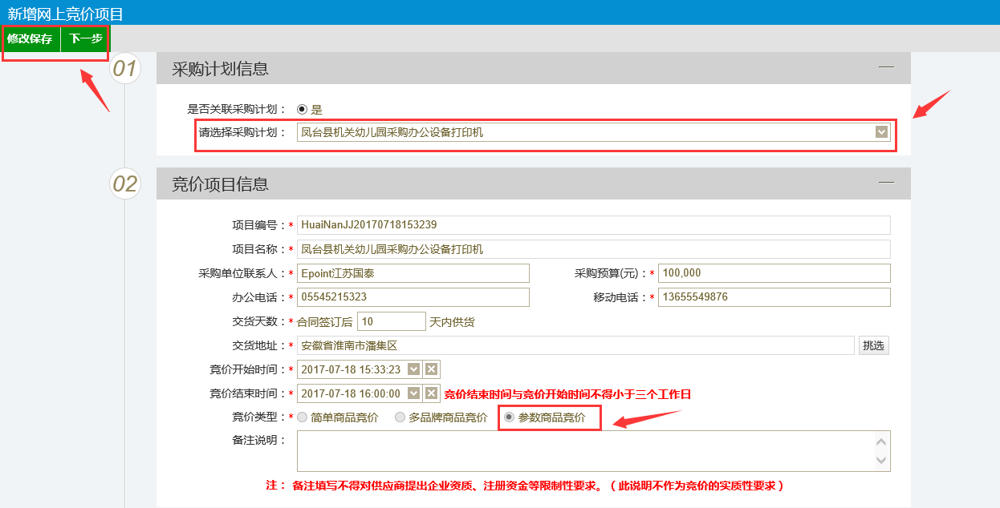 新增网上竞价项目
修改保存 下一步
01 采购计划信息
是否关联采购计划： 是
请选择采购计划： 凤台县机关幼儿园采购办公设备打印机
02 竞价项目信息
项目编号：* HuaiNanJJ20170718153239
项目名称：* 凤台县机关幼儿园采购办公设备打印机
采购单位联系人：* Epoint江苏国泰 采购预算(元)：* 100,000
办公电话：* 05545215323 移动电话：* 13655549876
交货天数：* 合同签订后 10 天内供货
交货地址：* 安徽省淮南市潘集区 挑选
竞价开始时间：* 2017-07-18 15:33:23
竞价结束时间：* 2017-07-18 16:00:00 竞价结束时间与竞价开始时间不得小于三个工作日
竞价类型：* 简单商品竞价 多品牌商品竞价 参数商品竞价
备注说明：
注： 备注填写不得对供应商提出企业资质、注册资金等限制性要求。（此说明不作为竞价的实质性要求）